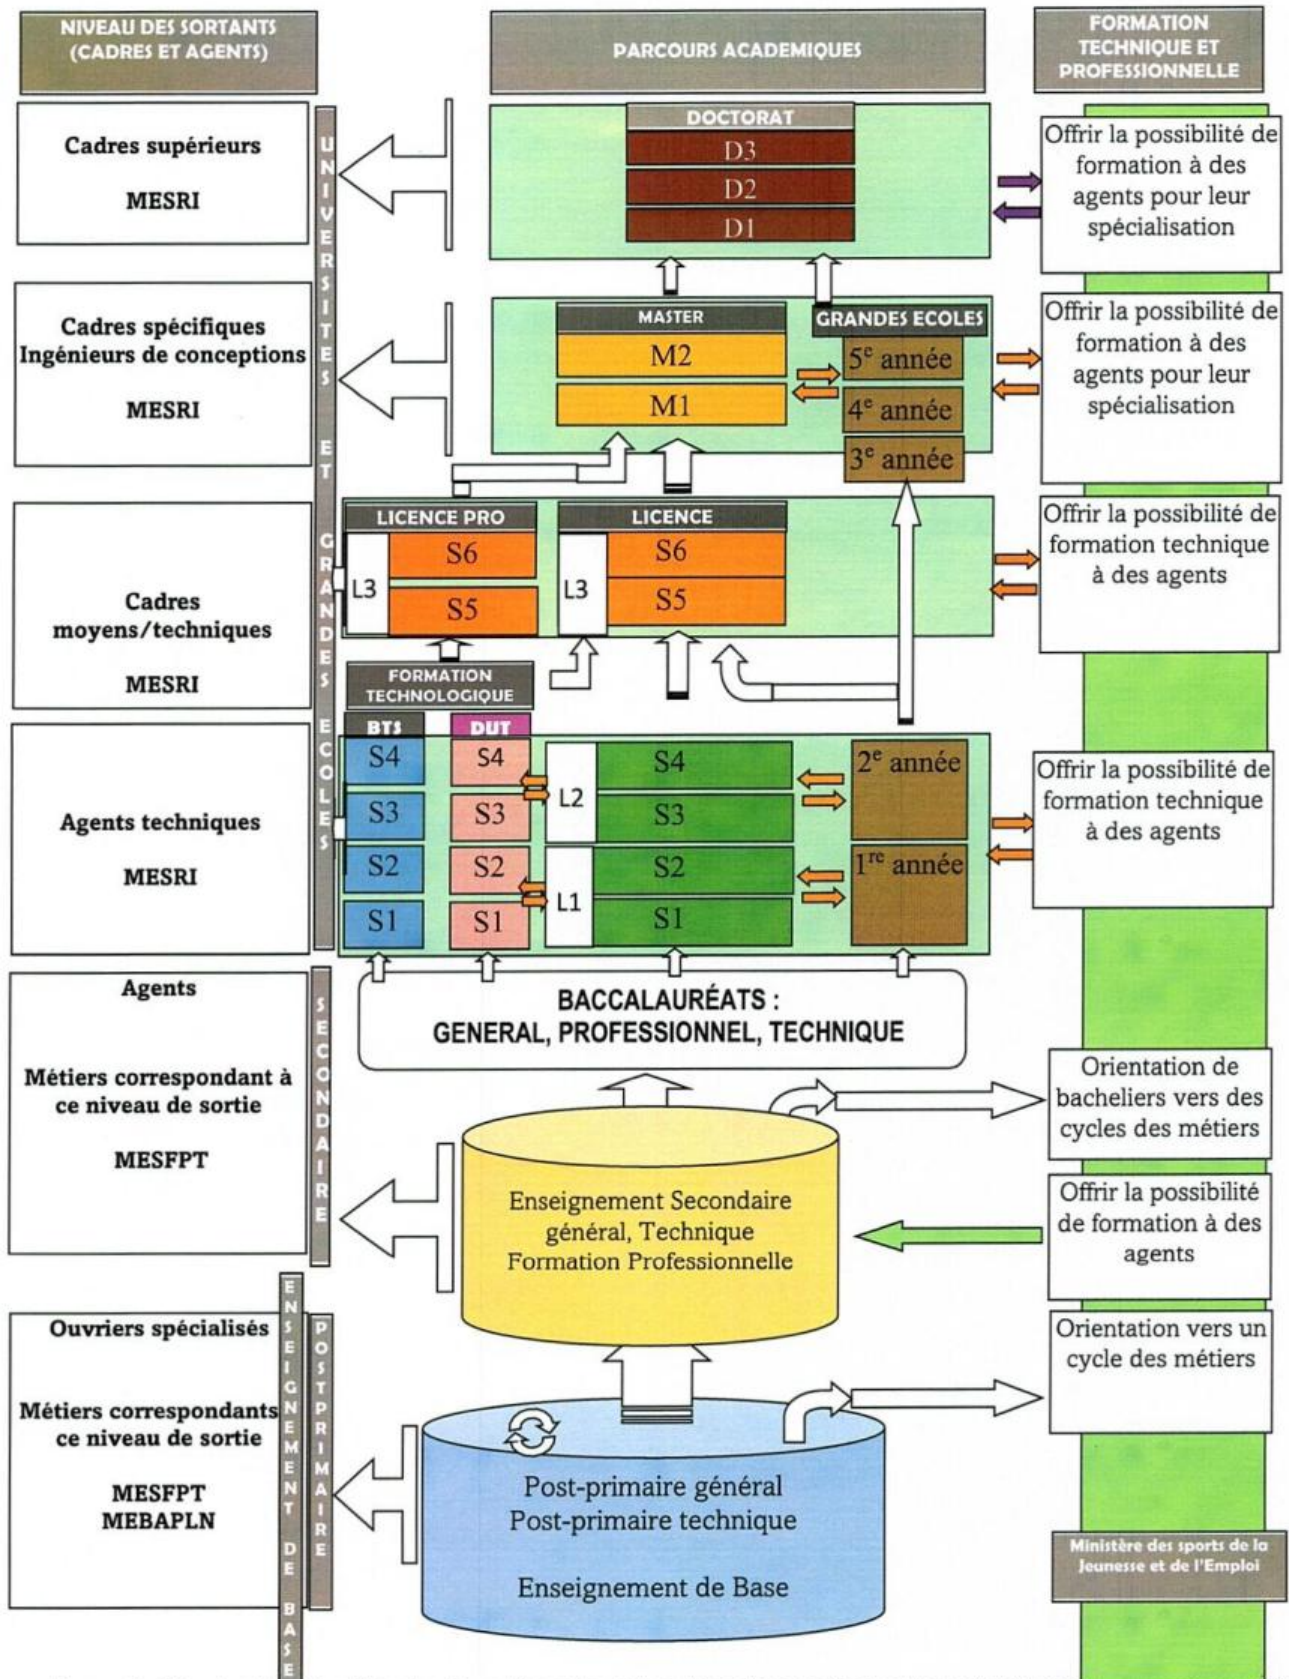 NIVEAU DES SORTANTS
(CADRES ET AGENTS)
PARCOURS ACADEMIQUES
FORMATION
TECHNIQUE ET
PROFESSIONNELLE
UNIVERSITES ET GRANDES ECOLES
Cadres supérieurs
MESRI
DOCTORAT
D3
D2
D1
Offrir la possibilité de
formation à des
agents pour leur
spécialisation
Cadres spécifiques
Ingénieurs de conceptions
MESRI
MASTER
M2
M1
GRANDES ECOLES
5e année
4e année
3e année
Offrir la possibilité de
formation à des
agents pour leur
spécialisation
Cadres
moyens/techniques
MESRI
LICENCE PRO
L3
S6
S5
LICENCE
L3
S6
S5
Offrir la possibilité de
formation technique
à des agents
FORMATION
TECHNOLOGIQUE
Agents techniques
MESRI
BTS
S4
S3
S2
S1
DUT
S4
S3
S2
S1
L2
L1
S4
S3
S2
S1
2e année
1re année
Offrir la possibilité de
formation technique
à des agents
BACCALAURÉATS :
GENERAL, PROFESSIONNEL, TECHNIQUE
SECONDAIRE
Agents
Métiers correspondant à
ce niveau de sortie
MESFPT
Enseignement Secondaire
général, Technique
Formation Professionnelle
Orientation de
bacheliers vers des
cycles des métiers
Offrir la possibilité
de formation à des
agents
ENSEIGNEMENT DE BASE
POSTPRIMAIRE
Ouvriers spécialisés
Métiers correspondants
ce niveau de sortie
MESFPT
MEBAPLN
Post-primaire général
Post-primaire technique
Enseignement de Base
Orientation vers un
cycle des métiers
Ministère des sports de la
Jeunesse et de l'Emploi